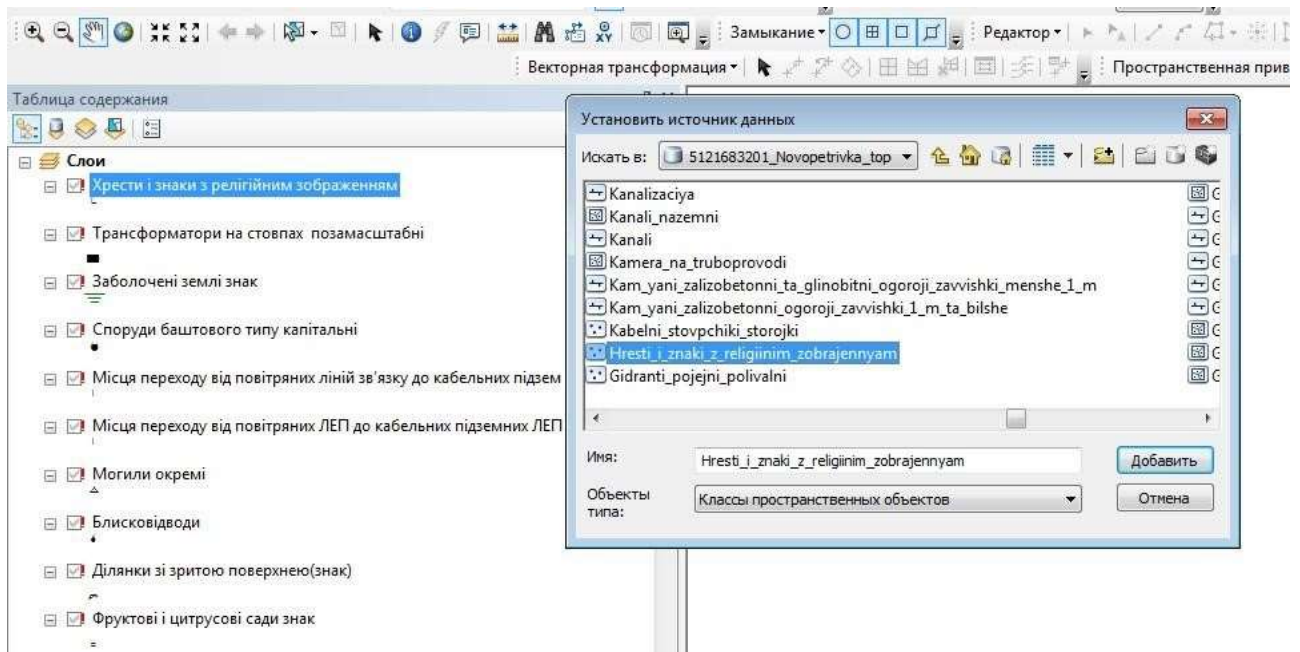 Замыкание
Редактор
Векторная трансформация
Пространственная прив
Таблица содержания
Слои
Хрести і знаки з релігійним зображенням
Трансформатори на стовпах позамасштабні
Заболочені землі знак
Споруди баштового типу капітальні
Місця переходу від повітряних ліній зв'язку до кабельних підзем
Місця переходу від повітряних ЛЕП до кабельних підземних ЛЕП
Могили окремі
Блисковідводи
Ділянки зі зритою поверхнею(знак)
Фруктові і цитрусові сади знак
Установить источник данных
Искать в: 5121683201_Novopetrivka_top
Kanalizaciya
Kanali_nazemni
Kanali
Kamera_na_truboprovodi
Kam_yani_zalizobetonni_ta_glinobitni_ogoroji_zavvishki_menshe_1_m
Kam_yani_zalizobetonni_ogoroji_zavvishki_1_m_ta_bilshe
Kabelni_stovpchiki_storojki
Hresti_i_znaki_z_religiinim_zobrajennyam
Gidranti_pojejni_polivalni
Имя: Hresti_i_znaki_z_religiinim_zobrajennyam
Добавить
Объекты типа: Классы пространственных объектов
Отмена